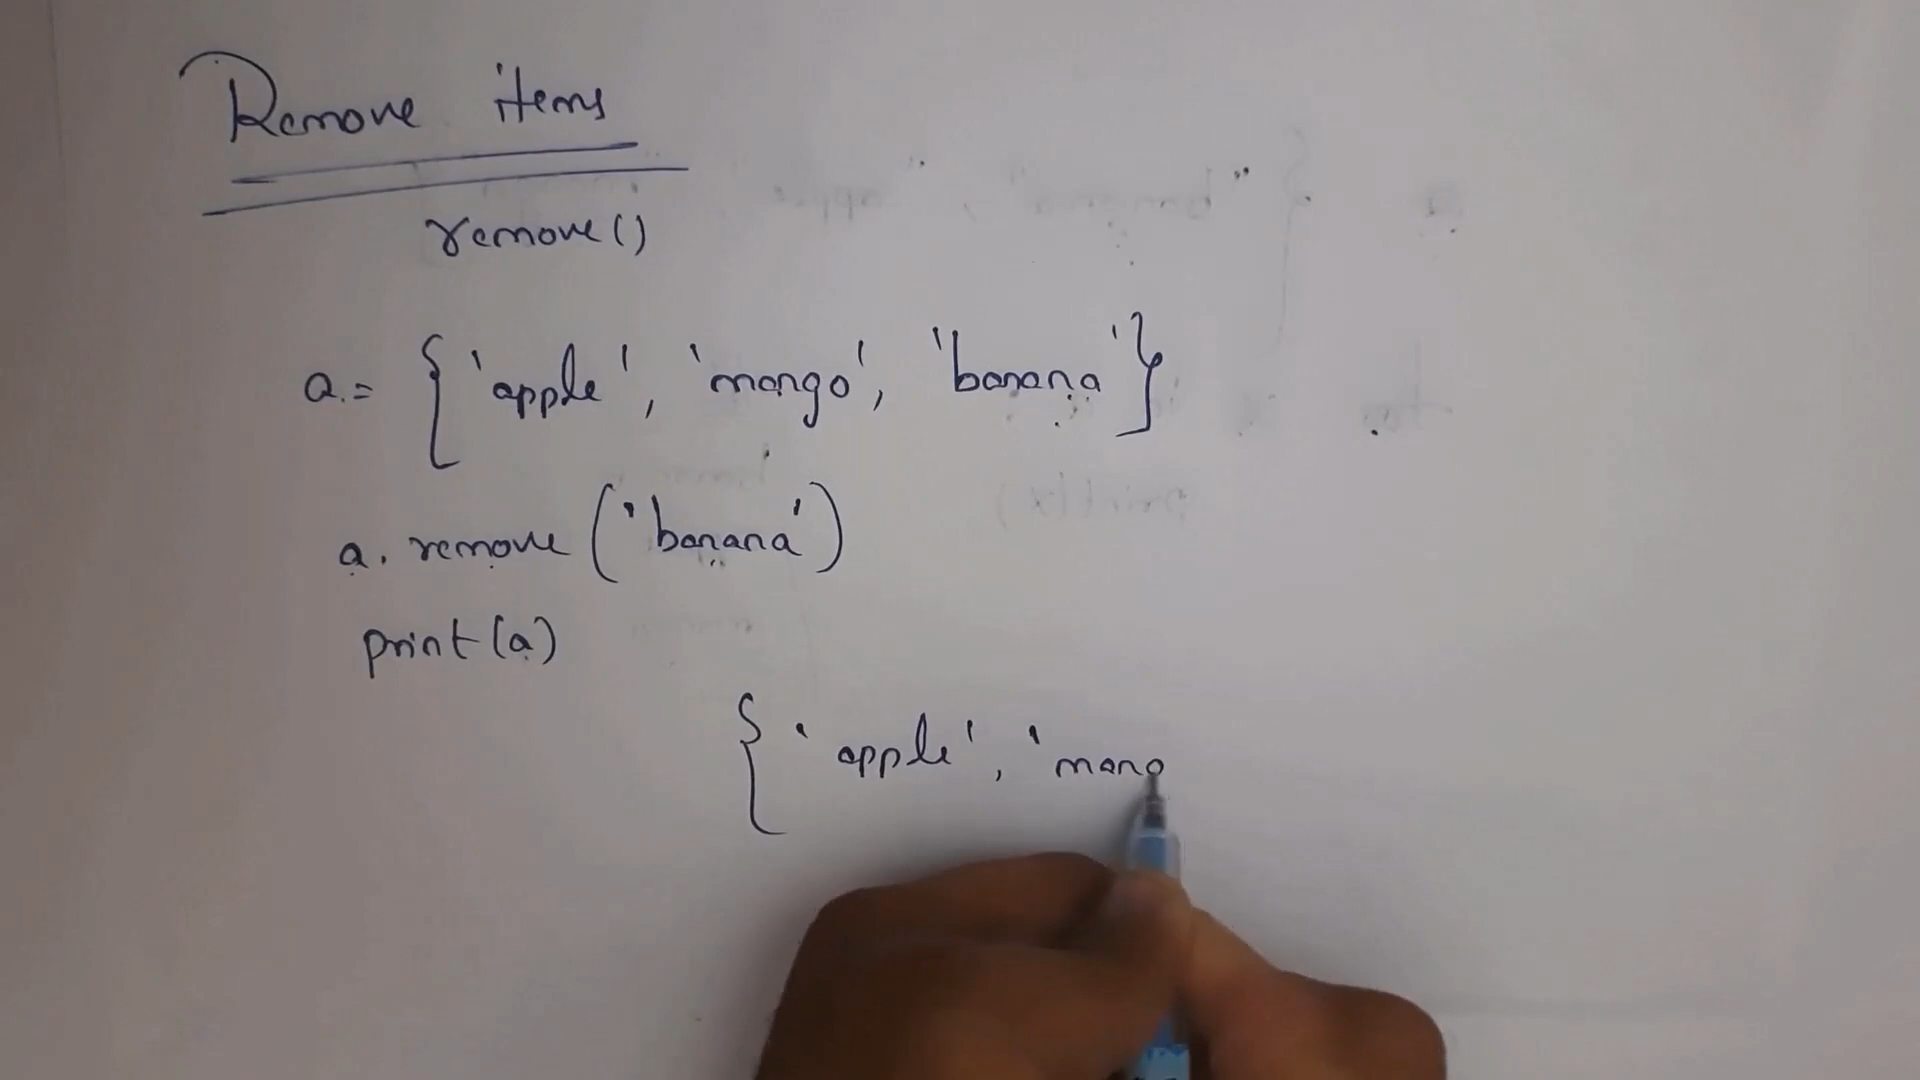 Remove items
remove()
a = { 'apple', 'mango', 'banana' }
a. remove ('banana')
print(a)
{ 'apple', 'mang